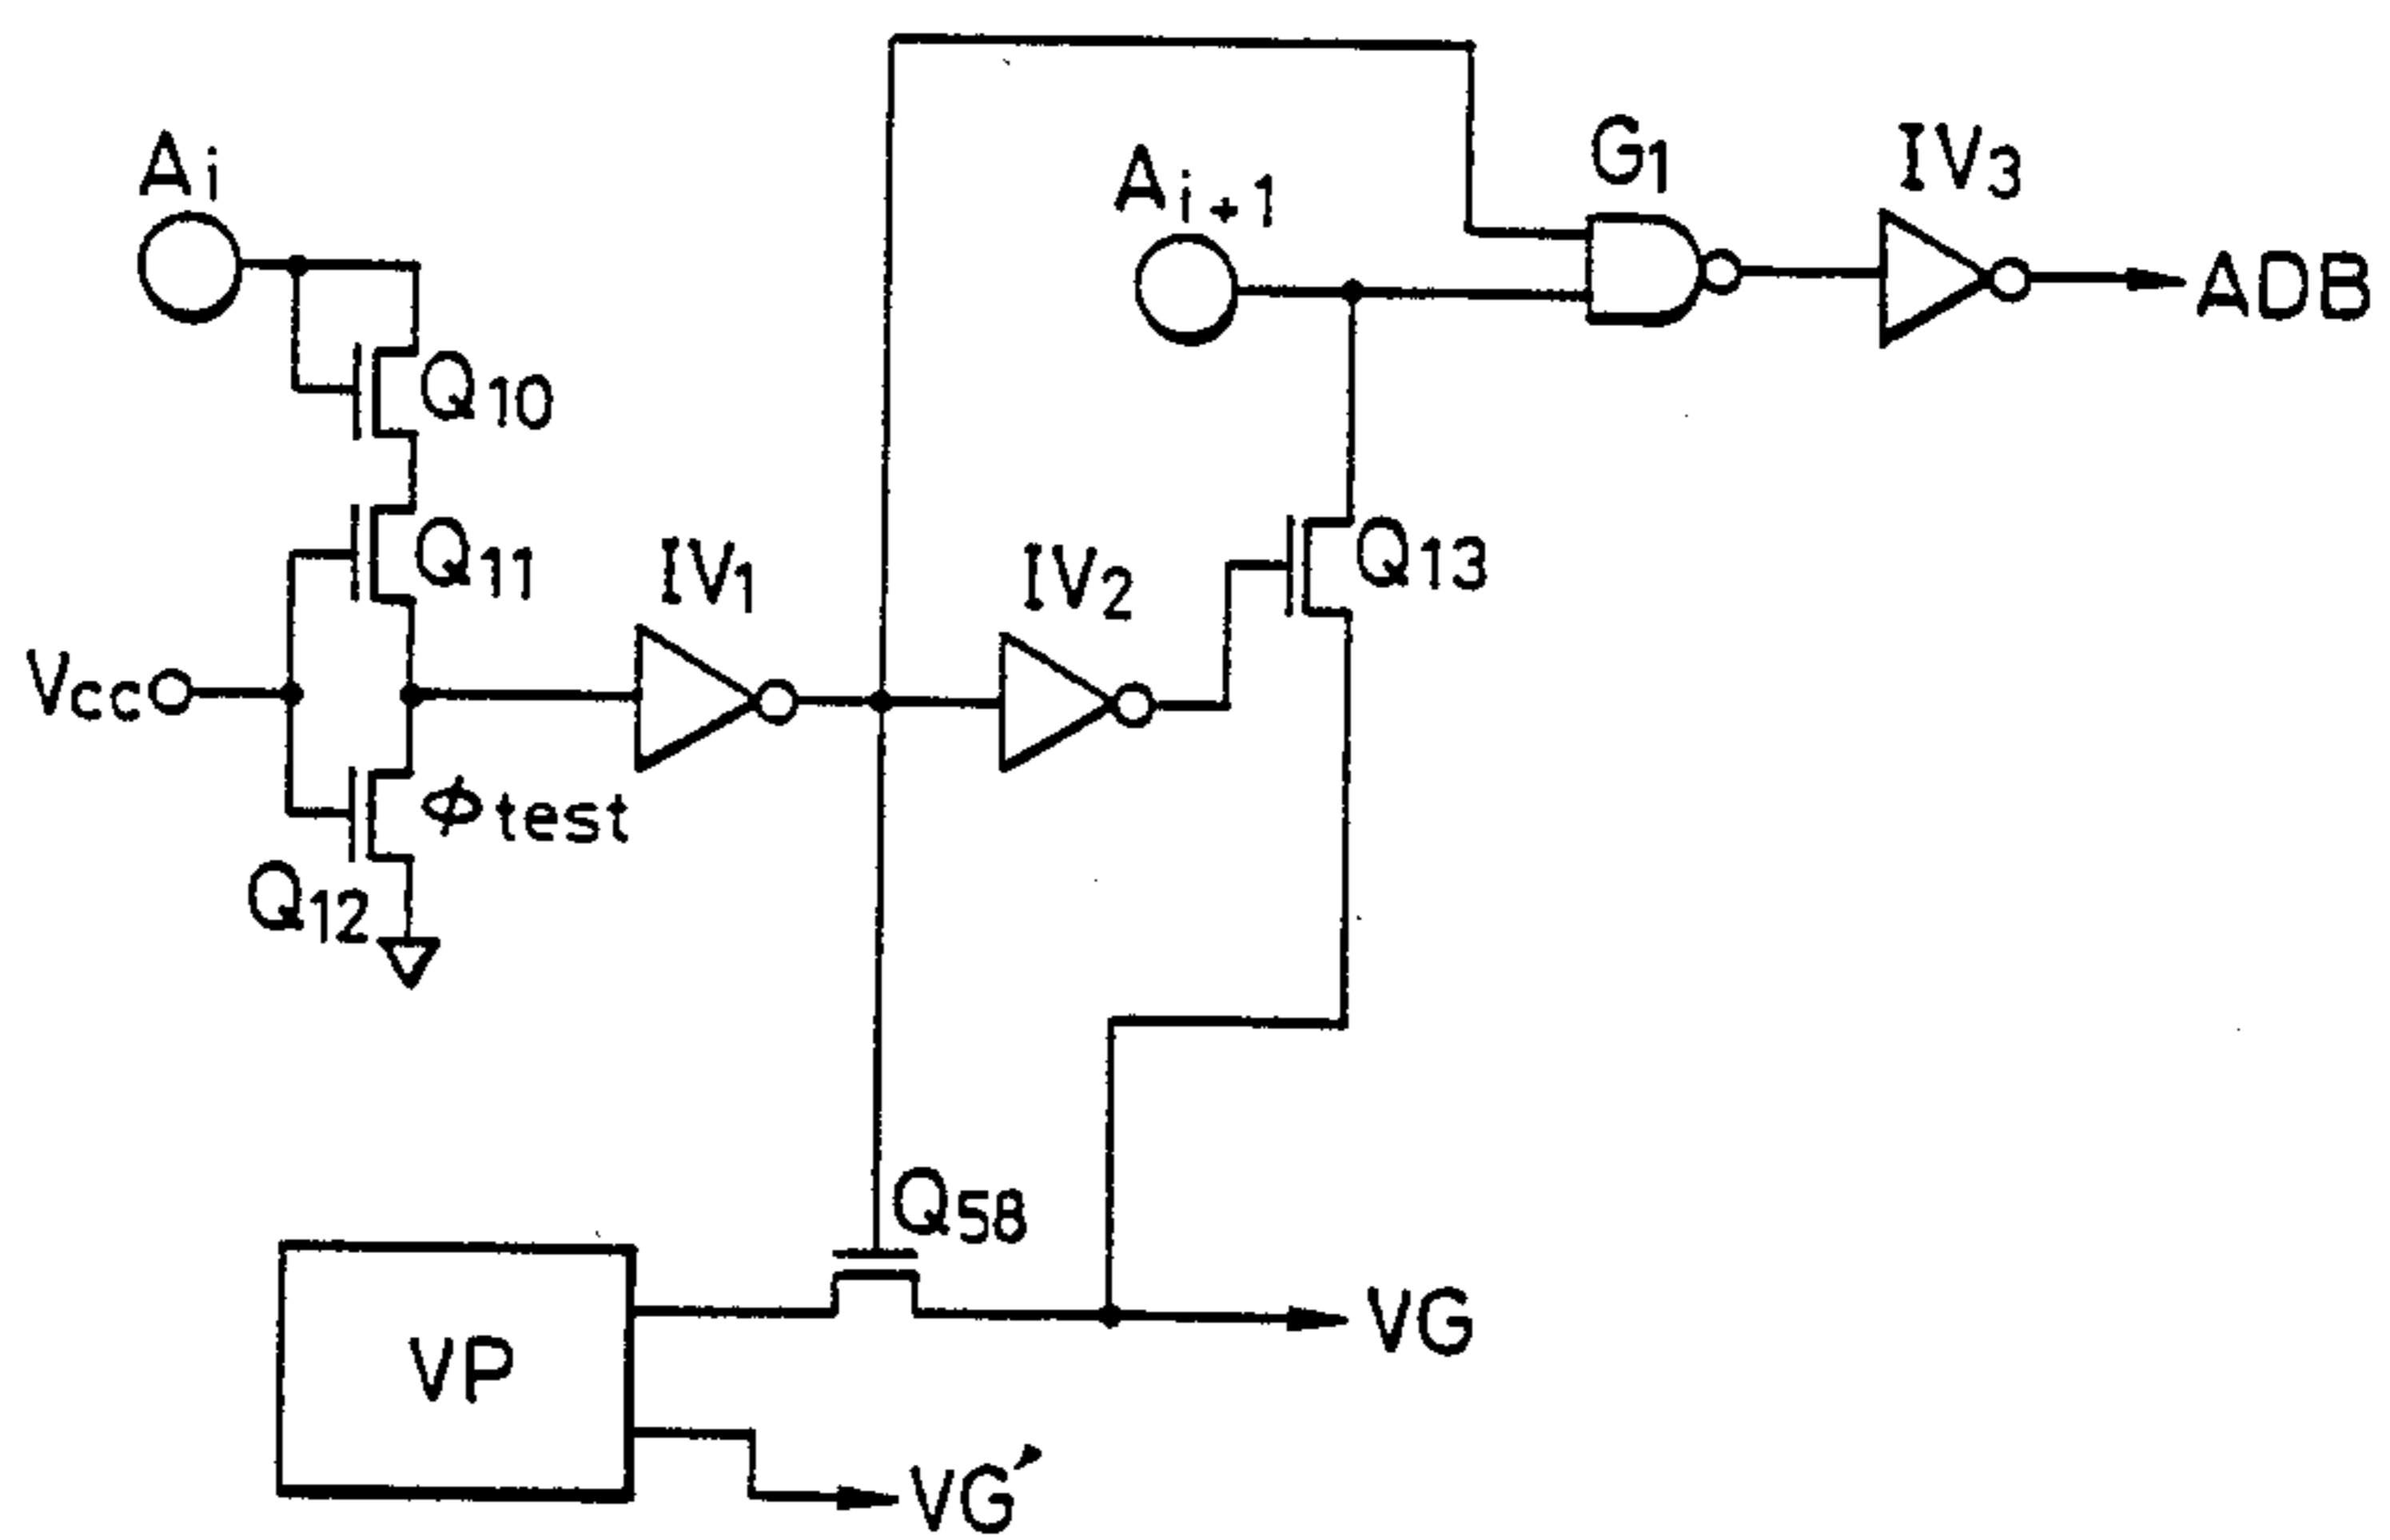 Ai
Ai+1
G1
IV3
ADB
Q10
Q11
IV1
IV2
Q13
Vcc
φtest
Q12
Q58
VP
VG
VG'